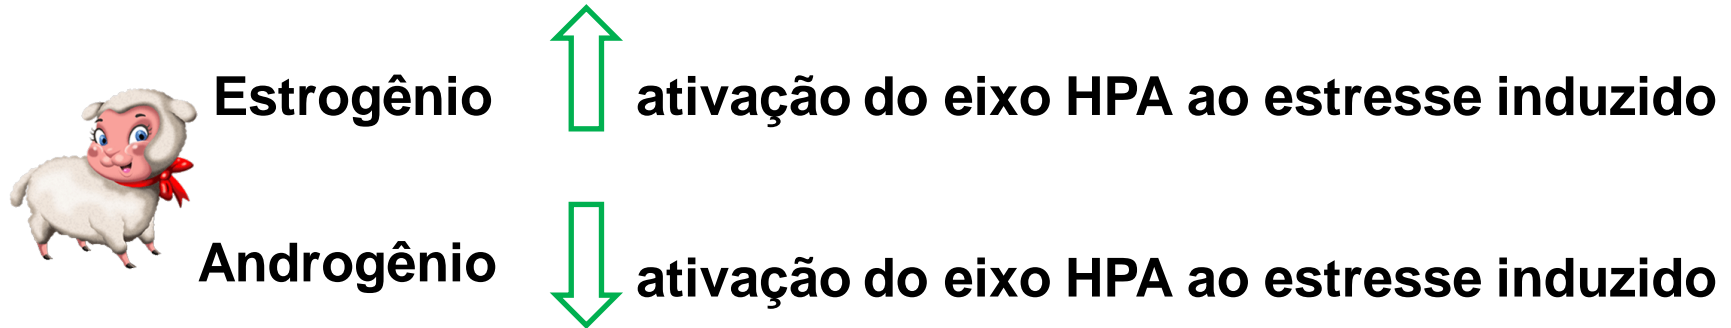 Estrogênio ativação do eixo HPA ao estresse induzido
Androgênio ativação do eixo HPA ao estresse induzido